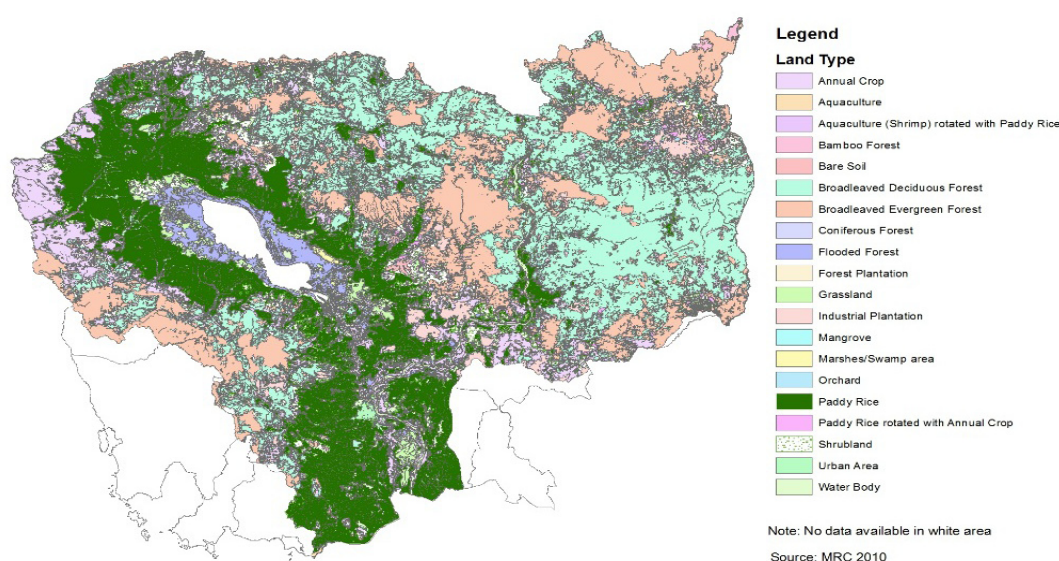 Legend
Land Type
Annual Crop
Aquaculture
Aquaculture (Shrimp) rotated with Paddy Rice
Bamboo Forest
Bare Soil
Broadleaved Deciduous Forest
Broadleaved Evergreen Forest
Coniferous Forest
Flooded Forest
Forest Plantation
Grassland
Industrial Plantation
Mangrove
Marshes/Swamp area
Orchard
Paddy Rice
Paddy Rice rotated with Annual Crop
Shrubland
Urban Area
Water Body
Note: No data available in white area
Source: MRC 2010